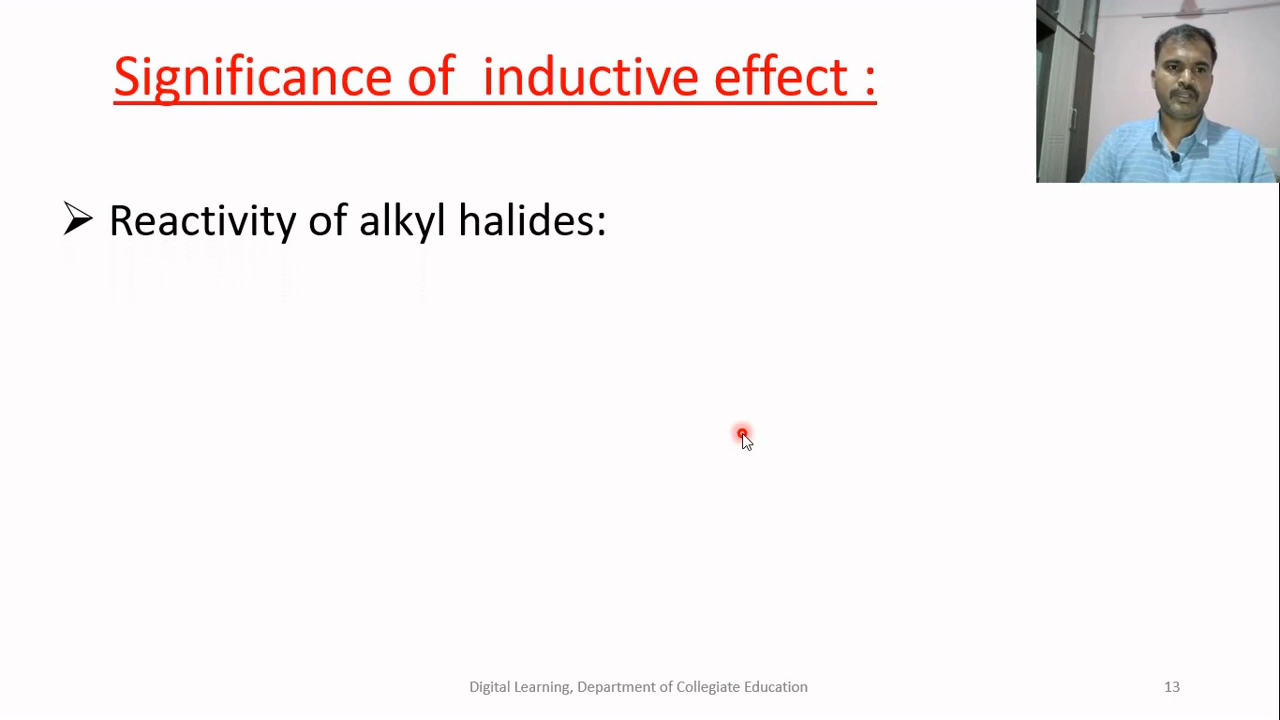 Significance of  inductive effect :
➢ Reactivity of alkyl halides:
Digital Learning, Department of Collegiate Education
13